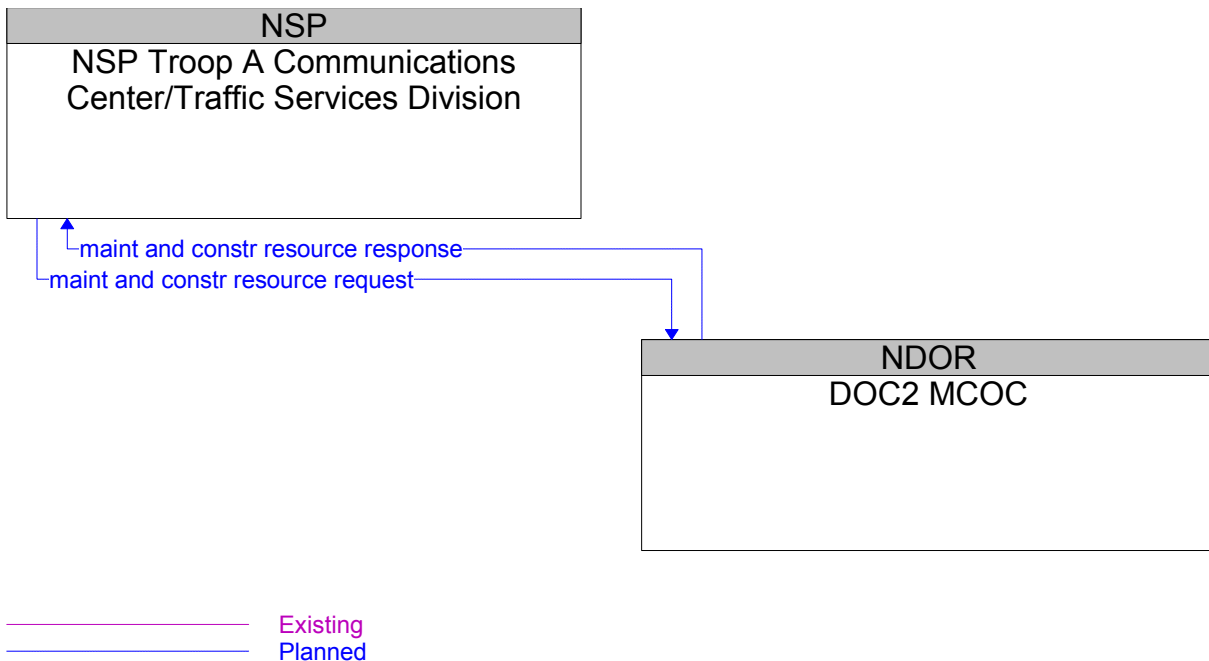 NSP
NSP Troop A Communications
Center/Traffic Services Division
maint and constr resource response
maint and constr resource request
NDOR
DOC2 MCOC
Existing
Planned